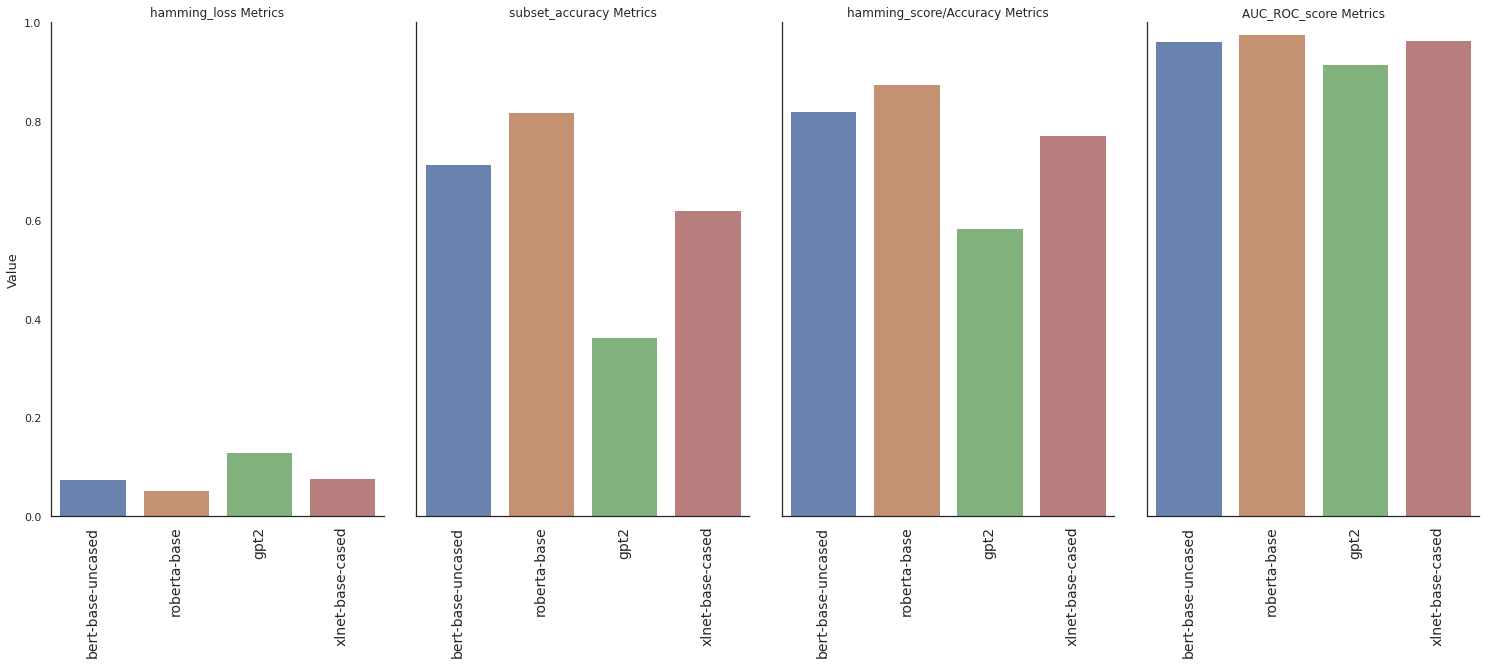 hamming_loss Metrics
subset_accuracy Metrics
hamming_score/Accuracy Metrics
AUC_ROC_score Metrics
Value
1.0
0.8
0.6
0.4
0.2
0.0
bert-base-uncased
roberta-base
gpt2
xlnet-base-cased
bert-base-uncased
roberta-base
gpt2
xlnet-base-cased
bert-base-uncased
roberta-base
gpt2
xlnet-base-cased
bert-base-uncased
roberta-base
gpt2
xlnet-base-cased